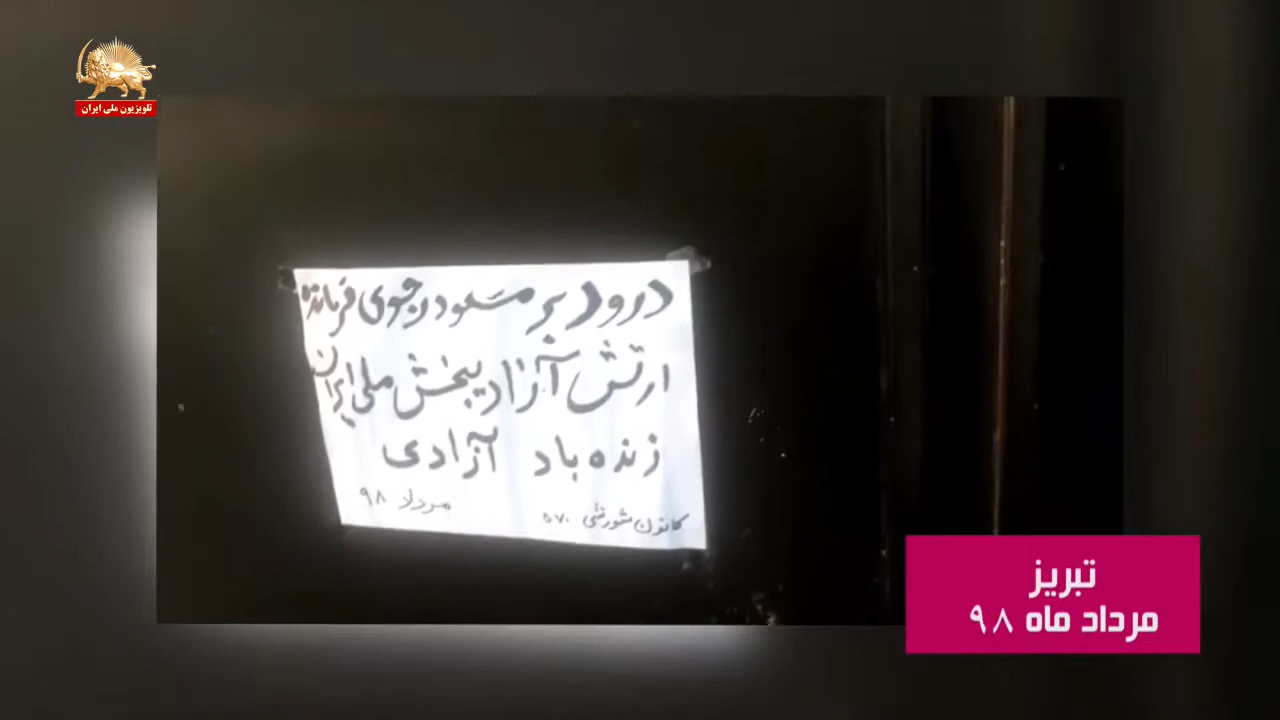 تلویزیون ملی ایران
درود بر مسعود رجوی فرمانده
ارتش آزادیبخش ملی ایران
زنده باد آزادی
کانون شورشی ۵۷۰
مرداد ۹۸
تبریز
مرداد ماه ۹۸